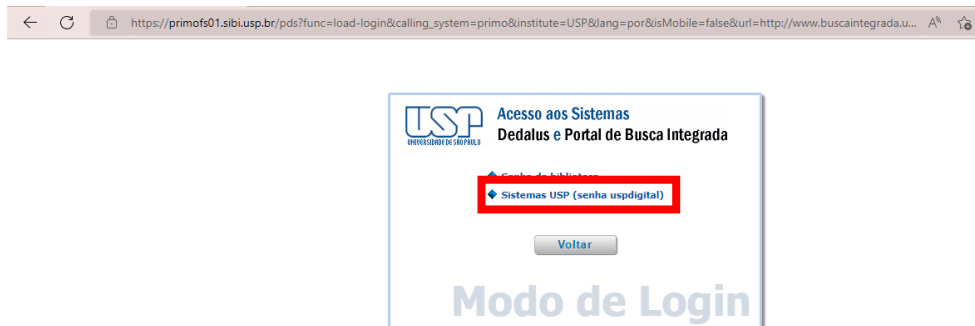 https://primofs01.sibi.usp.br/pds?func=load-login&calling_system=primo&institute=USP&lang=por&isMobile=false&url=http://www.buscaintegrada.u...
USP
UNIVERSIDADE DE SÃO PAULO
Acesso aos Sistemas
Dedalus e Portal de Busca Integrada
Senha da biblioteca
Sistemas USP (senha uspdigital)
Voltar
Modo de Login